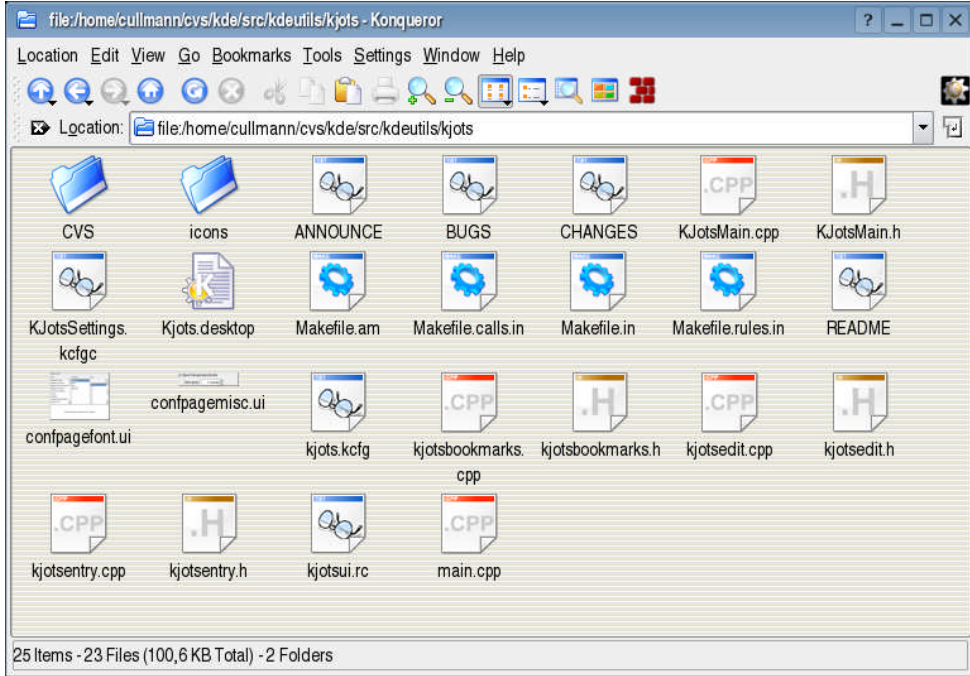 file:/home/cullmann/cvs/kde/src/kdeutils/kjots - Konqueror
Location Edit View Go Bookmarks Tools Settings Window Help
Location: file:/home/cullmann/cvs/kde/src/kdeutils/kjots
CVS icons ANNOUNCE BUGS CHANGES KJotsMain.cpp KJotsMain.h
KJotsSettings. Kjots.desktop Makefile.am Makefile.calls.in Makefile.in Makefile.rules.in README
kcfgc
confpagefont.ui confpagemisc.ui kjots.kcfg kjotsbookmarks. kjotsbookmarks.h kjotsedit.cpp kjotsedit.h
cpp
kjotsentry.cpp kjotsentry.h kjotsui.rc main.cpp
25 Items - 23 Files (100,6 KB Total) - 2 Folders